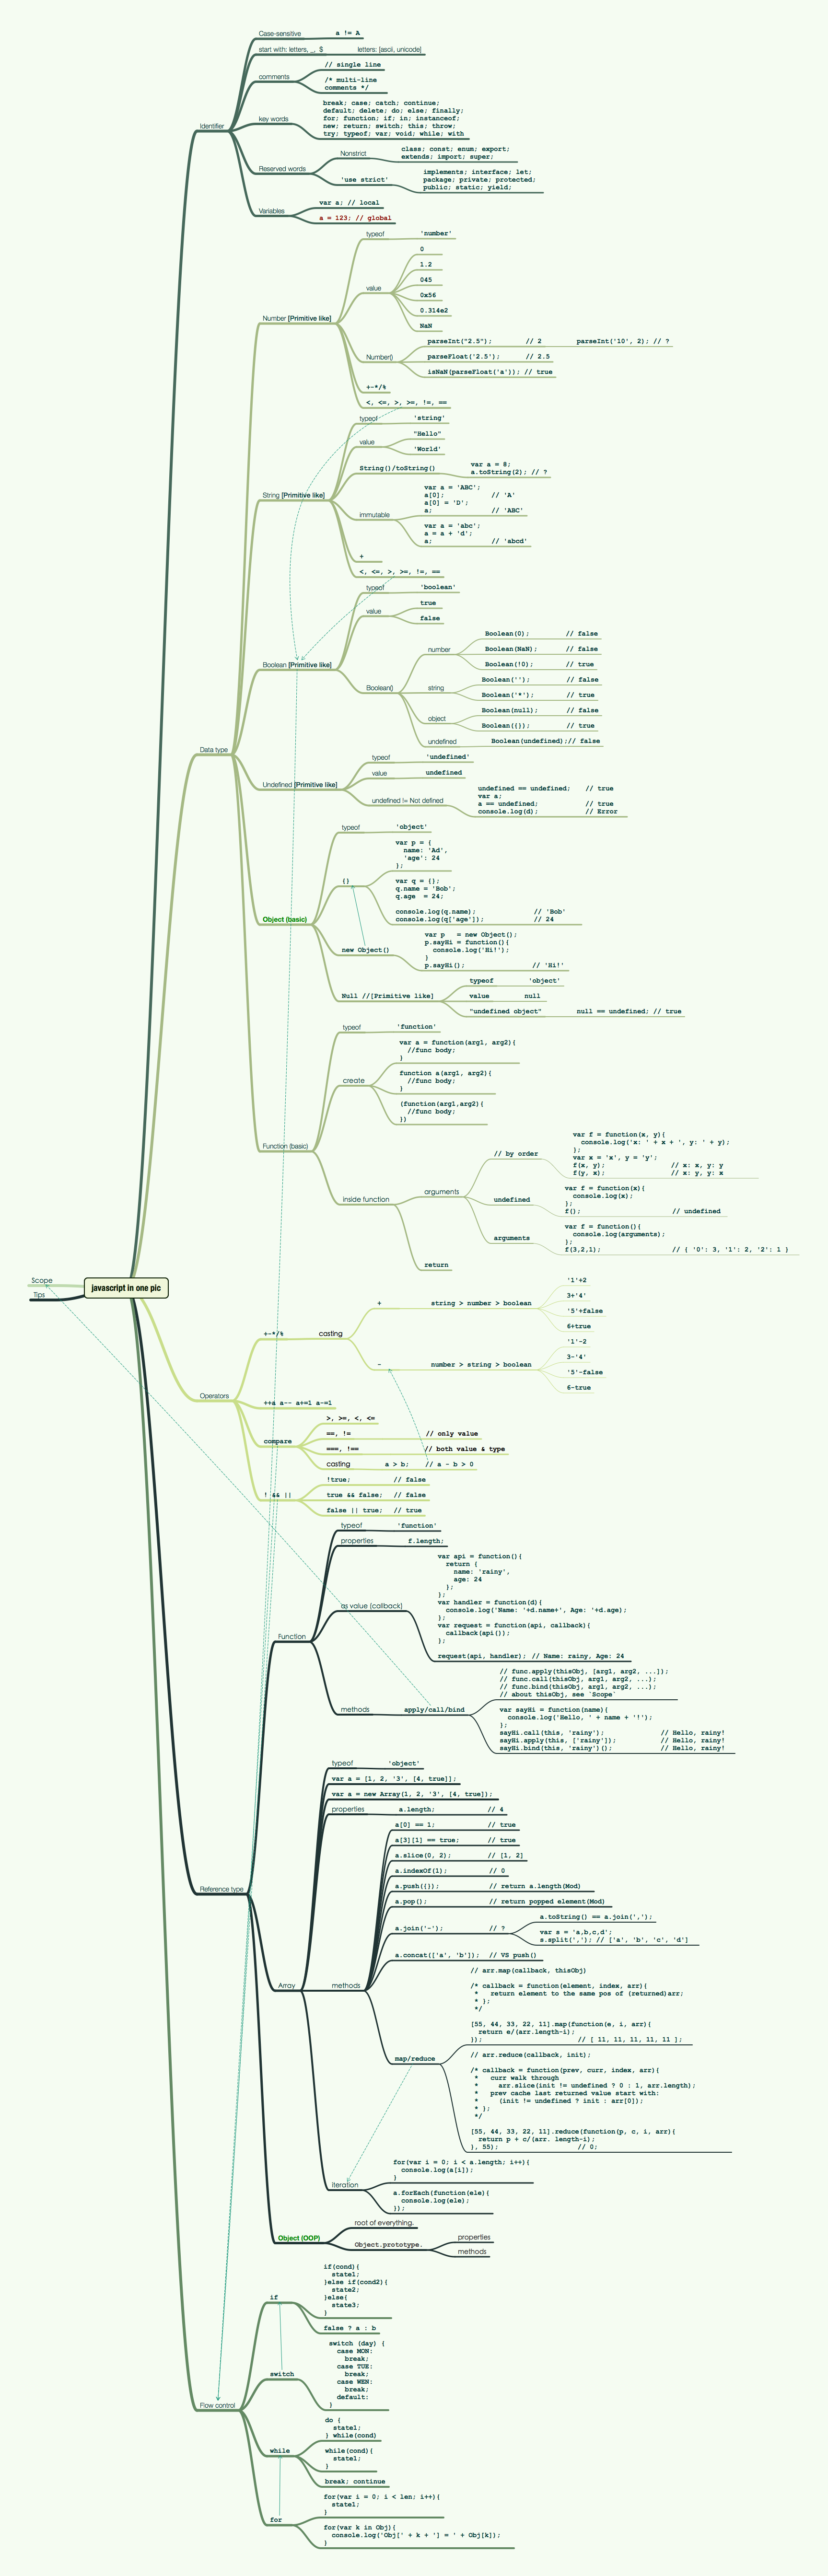 Case-sensitive
a != A
start with: letters, _, $
letters: [ascii, unicode]
comments
// single line
/* multi-line
comments */
Identifier
key words
break; case; catch; continue;
default; delete; do; else; finally;
for; function; if; in; instanceof;
new; return; switch; this; throw;
try; typeof; var; void; while; with
Reserved words
Nonstrict
class; const; enum; export;
extends; import; super;
'use strict'
implements; interface; let;
package; private; protected;
public; static; yield;
Variables
var a; // local
a = 123; // global
Data type
Number [Primitive like]
typeof
'number'
value
0
1.2
045
0x56
0.314e2
NaN
Number()
parseInt("2.5"); // 2
parseInt('10', 2); // ?
parseFloat('2.5'); // 2.5
isNaN(parseFloat('a')); // true
+-*/%
<, <=, >, >=, !=, ==
String [Primitive like]
typeof
'string'
value
"Hello"
'World'
String()/toString()
var a = 8;
a.toString(2); // ?
immutable
var a = 'ABC';
a[0]; // 'A'
a[0] = 'D';
a; // 'ABC'
var a = 'abc';
a = a + 'd';
a; // 'abcd'
+
<, <=, >, >=, !=, ==
Boolean [Primitive like]
typeof
'boolean'
value
true
false
Boolean()
number
Boolean(0); // false
Boolean(NaN); // false
Boolean(!0); // true
string
Boolean(''); // false
Boolean('*'); // true
object
Boolean(null); // false
Boolean({}); // true
undefined
Boolean(undefined);// false
Undefined [Primitive like]
typeof
'undefined'
value
undefined
undefined != Not defined
undefined == undefined; // true
var a;
a == undefined; // true
console.log(d); // Error
Object (basic)
typeof
'object'
{}
var p = {
name: 'Ad',
'age': 24
};
var q = {};
q.name = 'Bob';
q.age = 24;
console.log(q.name); // 'Bob'
console.log(q['age']); // 24
new Object()
var p = new Object();
p.sayHi = function(){
console.log('Hi!');
}
p.sayHi(); // 'Hi!'
Null //[Primitive like]
typeof
'object'
value
null
"undefined object"
null == undefined; // true
Function (basic)
typeof
'function'
create
var a = function(arg1, arg2){
//func body;
}
function a(arg1, arg2){
//func body;
}
(function(arg1,arg2){
//func body;
})
inside function
arguments
// by order
var f = function(x, y){
console.log('x: ' + x + ', y: ' + y);
};
var x = 'x', y = 'y';
f(x, y); // x: x, y: y
f(y, x); // x: y, y: x
undefined
var f = function(x){
console.log(x);
};
f(); // undefined
arguments
var f = function(){
console.log(arguments);
};
f(3,2,1); // { '0': 3, '1': 2, '2': 1 }
return
Scope
Tips
javascript in one pic
Operators
+-*/%
casting
+
string > number > boolean
'1'+2
3+'4'
'5'+false
6+true
-
number > string > boolean
'1'-2
3-'4'
'5'-false
6-true
++a a-- a+=1 a-=1
compare
>, >=, <, <=
==, != // only value
===, !== // both value & type
casting
a > b; // a - b > 0
! && ||
!true; // false
true && false; // false
false || true; // true
Reference type
Function
typeof
'function'
properties
f.length;
as value (callback)
var api = function(){
return {
name: 'rainy',
age: 24
};
};
var handler = function(d){
console.log('Name: '+d.name+', Age: '+d.age);
};
var request = function(api, callback){
callback(api());
};
request(api, handler); // Name: rainy, Age: 24
methods
apply/call/bind
// func.apply(thisObj, [arg1, arg2, ...]);
// func.call(thisObj, arg1, arg2, ...);
// func.bind(thisObj, arg1, arg2, ...);
// about thisObj, see `Scope`
var sayHi = function(name){
console.log('Hello, ' + name + '!');
};
sayHi.call(this, 'rainy'); // Hello, rainy!
sayHi.apply(this, ['rainy']); // Hello, rainy!
sayHi.bind(this, 'rainy')(); // Hello, rainy!
Array
typeof
'object'
var a = [1, 2, '3', [4, true]];
var a = new Array(1, 2, '3', [4, true]);
properties
a.length; // 4
methods
a[0] == 1; // true
a[3][1] == true; // true
a.slice(0, 2); // [1, 2]
a.indexOf(1); // 0
a.push({}); // return a.length(Mod)
a.pop(); // return popped element(Mod)
a.join('-'); // ?
a.toString() == a.join(',');
var s = 'a,b,c,d';
s.split(','); // ['a', 'b', 'c', 'd']
a.concat(['a', 'b']); // VS push()
map/reduce
// arr.map(callback, thisObj)
/* callback = function(element, index, arr){
* return element to the same pos of (returned)arr;
* };
*/
[55, 44, 33, 22, 11].map(function(e, i, arr){
return e/(arr.length-i);
}); // [ 11, 11, 11, 11, 11 ];
// arr.reduce(callback, init);
/* callback = function(prev, curr, index, arr){
* curr walk through
* arr.slice(init != undefined ? 0 : 1, arr.length);
* prev cache last returned value start with:
* (init != undefined ? init : arr[0]);
* };
*/
[55, 44, 33, 22, 11].reduce(function(p, c, i, arr){
return p + c/(arr. length-i);
}, 55); // 0;
iteration
for(var i = 0; i < a.length; i++){
console.log(a[i]);
}
a.forEach(function(ele){
console.log(ele);
});
Object (OOP)
root of everything.
Object.prototype.
properties
methods
Flow control
if
if(cond){
state1;
}else if(cond2){
state2;
}else{
state3;
}
false ? a : b
switch
switch (day) {
case MON:
break;
case TUE:
break;
case WEN:
break;
default:
}
while
do {
state1;
} while(cond)
while(cond){
state1;
}
break; continue
for
for(var i = 0; i < len; i++){
state1;
}
for(var k in Obj){
console.log('Obj[' + k + '] = ' + Obj[k]);
}